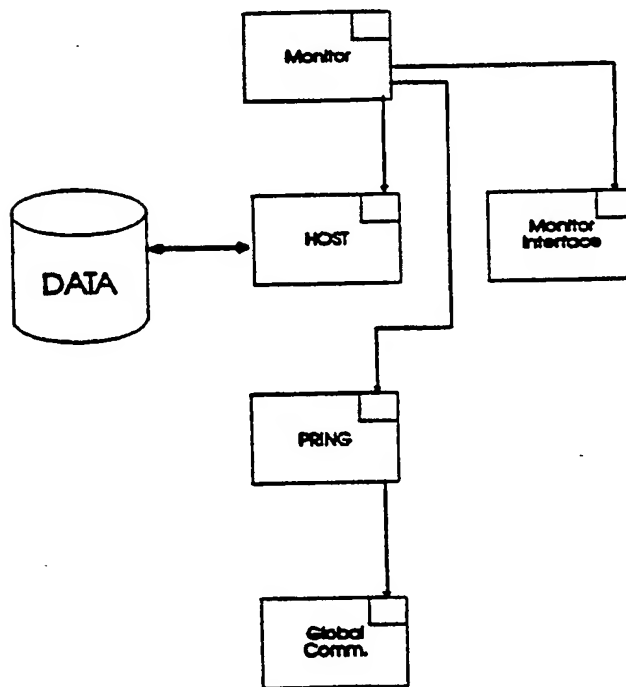 Monitor
HOST
Monitor
Interface
DATA
PRING
Global
Comm.